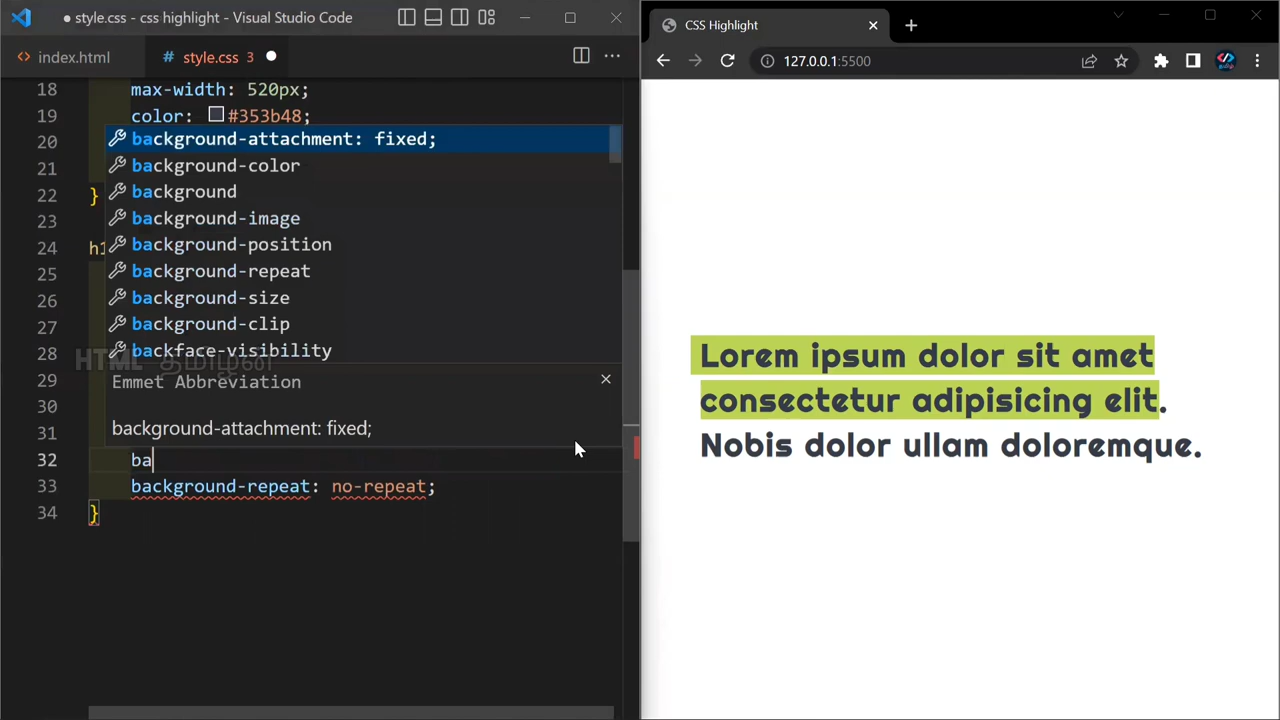 ● style.css - css highlight - Visual Studio Code
index.html
# style.css 3 ●
18 max-width: 520px;
19 color: #353b48;
20
21
22 }
23
24 h1
25
26
27
28
29
30
31
32 ba
33 background-repeat: no-repeat;
34 }
background-attachment: fixed;
background-color
background
background-image
background-position
background-repeat
background-size
background-clip
backface-visibility
Emmet Abbreviation
background-attachment: fixed;
HTML தமிழன்
CSS Highlight
127.0.0.1:5500
Lorem ipsum dolor sit amet
consectetur adipisicing elit.
Nobis dolor ullam doloremque.